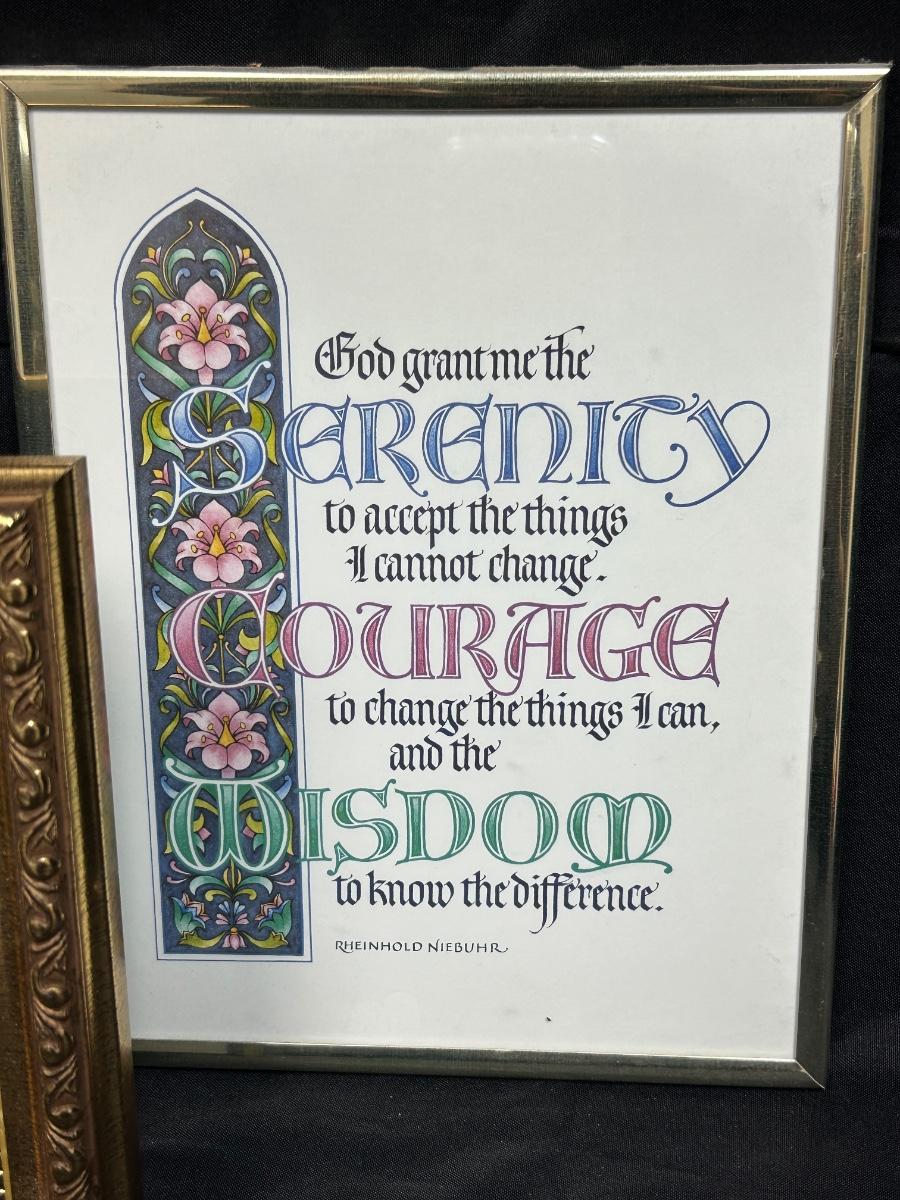 God grant me the
SERENITY
to accept the things
I cannot change.
COURAGE
to change the things I can,
and the
WISDOM
to know the difference.
RHEINHOLD NIEBUHR